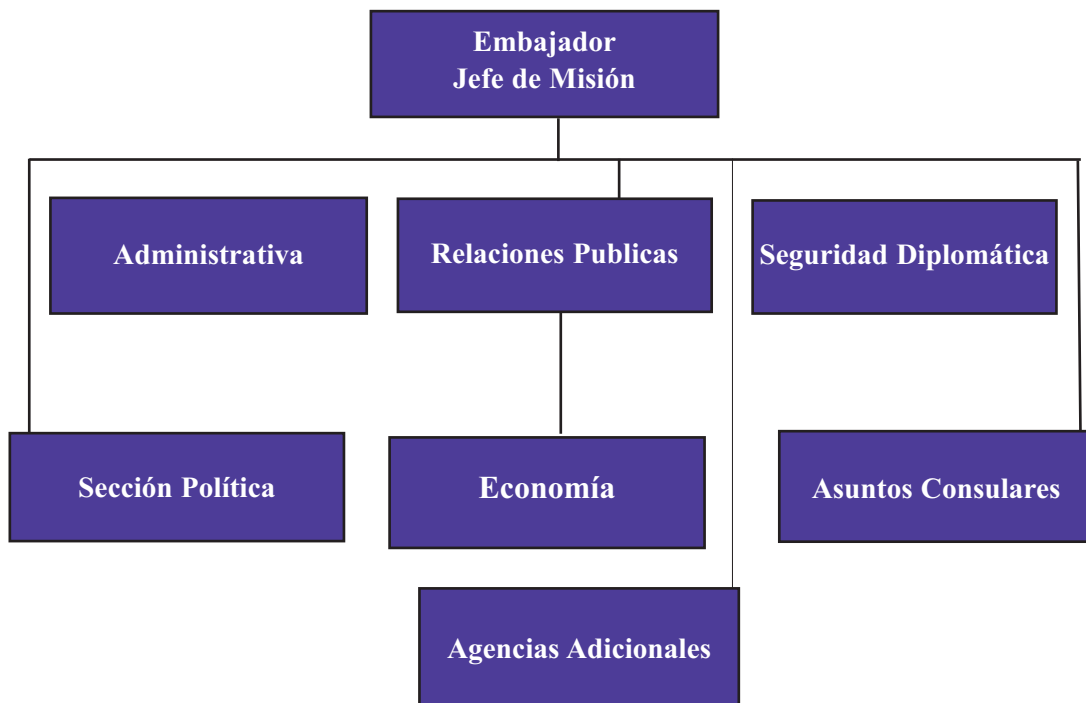 Embajador
Jefe de Misión
Administrativa
Relaciones Publicas
Seguridad Diplomática
Sección Política
Economía
Asuntos Consulares
Agencias Adicionales